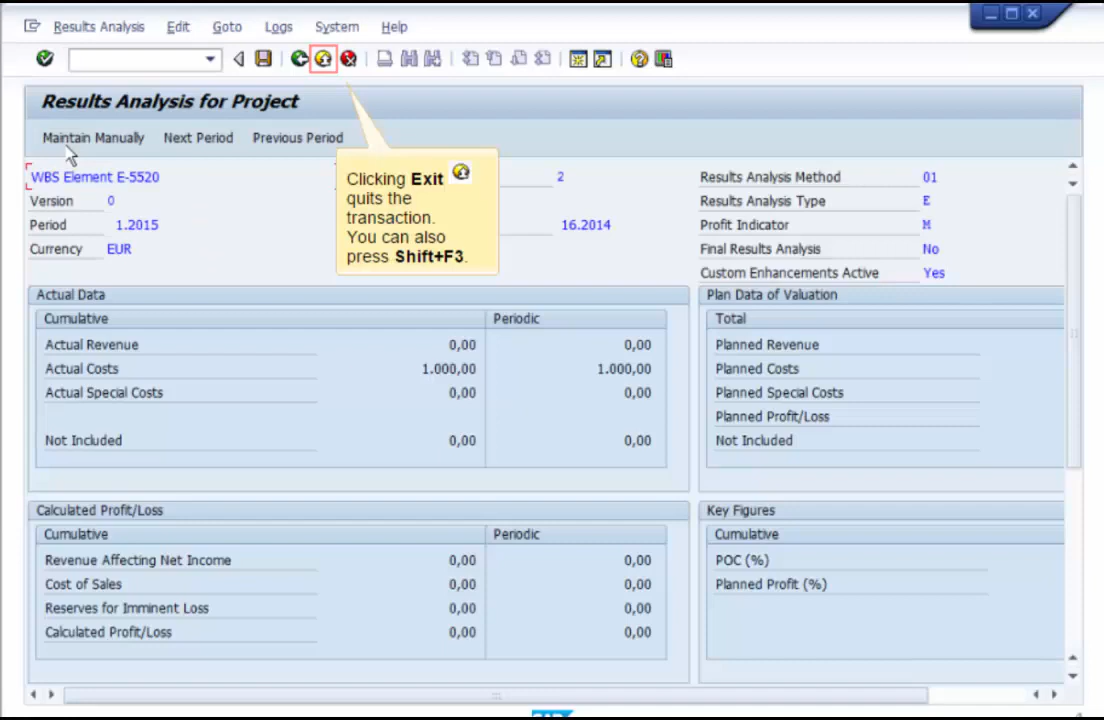 Results Analysis Edit Goto Logs System Help
Results Analysis for Project
Maintain Manually Next Period Previous Period
WBS Element E-5520 2
Version 0
Period 1.2015 16.2014
Currency EUR
Clicking Exit
quits the
transaction.
You can also
press Shift+F3.
Results Analysis Method 01
Results Analysis Type E
Profit Indicator M
Final Results Analysis No
Custom Enhancements Active Yes
Actual Data
Cumulative Periodic
Actual Revenue 0,00 0,00
Actual Costs 1.000,00 1.000,00
Actual Special Costs 0,00 0,00
Not Included 0,00 0,00
Plan Data of Valuation
Total
Planned Revenue
Planned Costs
Planned Special Costs
Planned Profit/Loss
Not Included
Calculated Profit/Loss
Cumulative Periodic
Revenue Affecting Net Income 0,00 0,00
Cost of Sales 0,00 0,00
Reserves for Imminent Loss 0,00 0,00
Calculated Profit/Loss 0,00 0,00
Key Figures
Cumulative
POC (%)
Planned Profit (%)